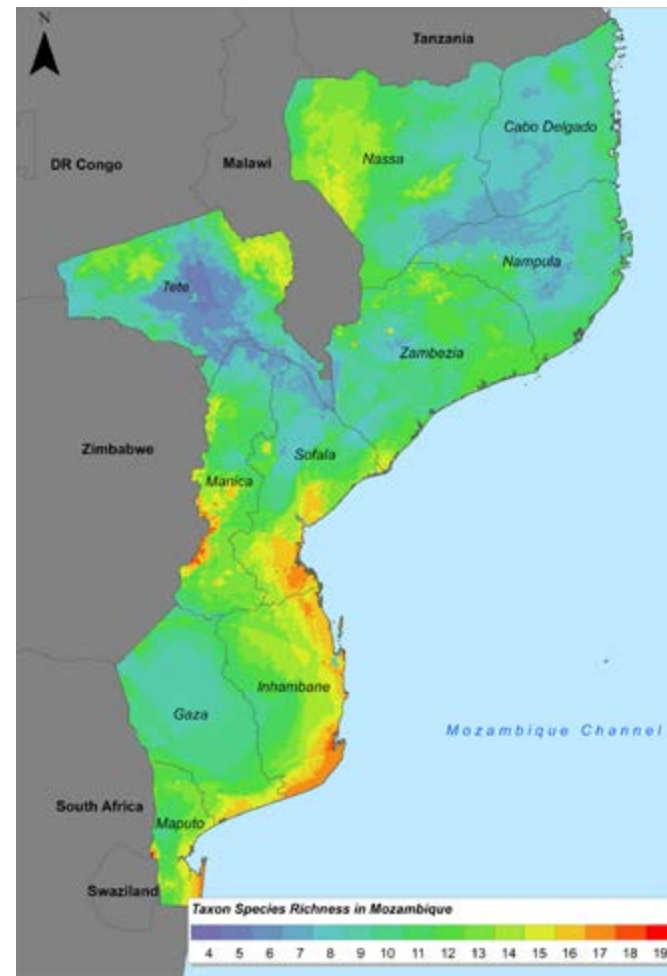 N
Tanzania
Cabo Delgado
DR Congo
Malawi
Nassa
Nampula
Tete
Zambezia
Zimbabwe
Sofala
Manica
Inhambane
Gaza
Mozambique Channel
South Africa
Maputo
Swaziland
Taxon Species Richness in Mozambique
4 5 6 7 8 9 10 11 12 13 14 15 16 17 18 19